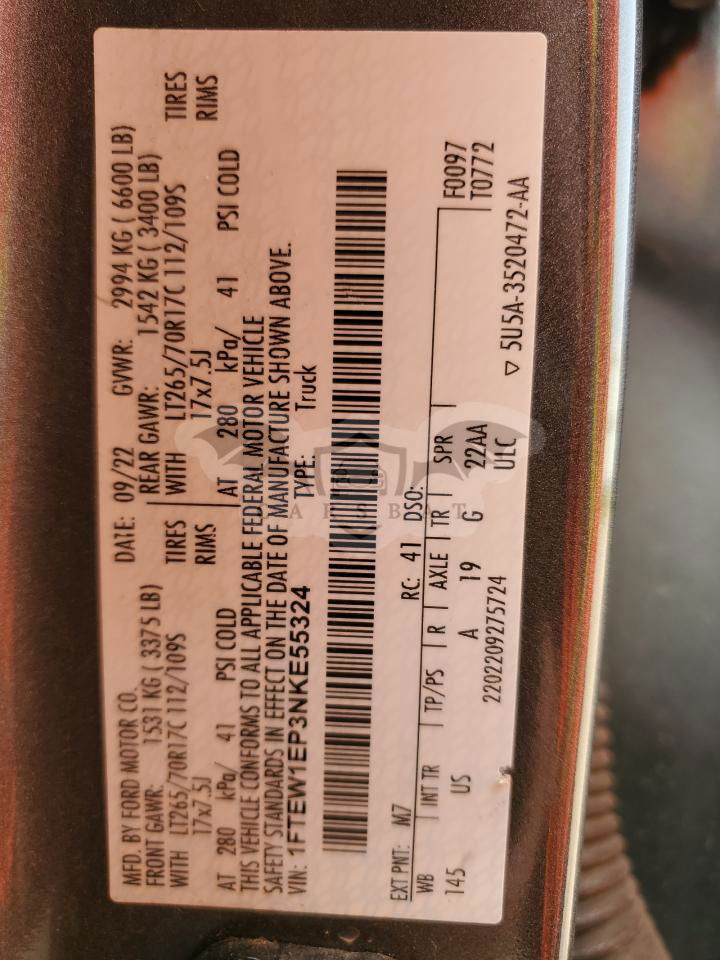 MFD. BY FORD MOTOR CO.
DATE: 09/22 GVWR: 2994 KG ( 6600 LB)
FRONT GAWR: 1531 KG ( 3375 LB) REAR GAWR: 1542 KG ( 3400 LB)
WITH LT265/70R17C 112/109S TIRES WITH LT265/70R17C 112/109S TIRES
17x7.5J RIMS 17x7.5J RIMS
AT 280 kPa/ 41 PSI COLD AT 280 kPa/ 41 PSI COLD
THIS VEHICLE CONFORMS TO ALL APPLICABLE FEDERAL MOTOR VEHICLE
SAFETY STANDARDS IN EFFECT ON THE DATE OF MANUFACTURE SHOWN ABOVE.
VIN: 1FTEW1EP3NKE55324 TYPE: Truck
EXT PNT: M7 RC: 41 DSO: F0097
WB INT TR TP/PS R AXLE TR SPR T0772
145 US A 19 G 22AA
ULC
2202209275724
▽ 5U5A-3520472-AA